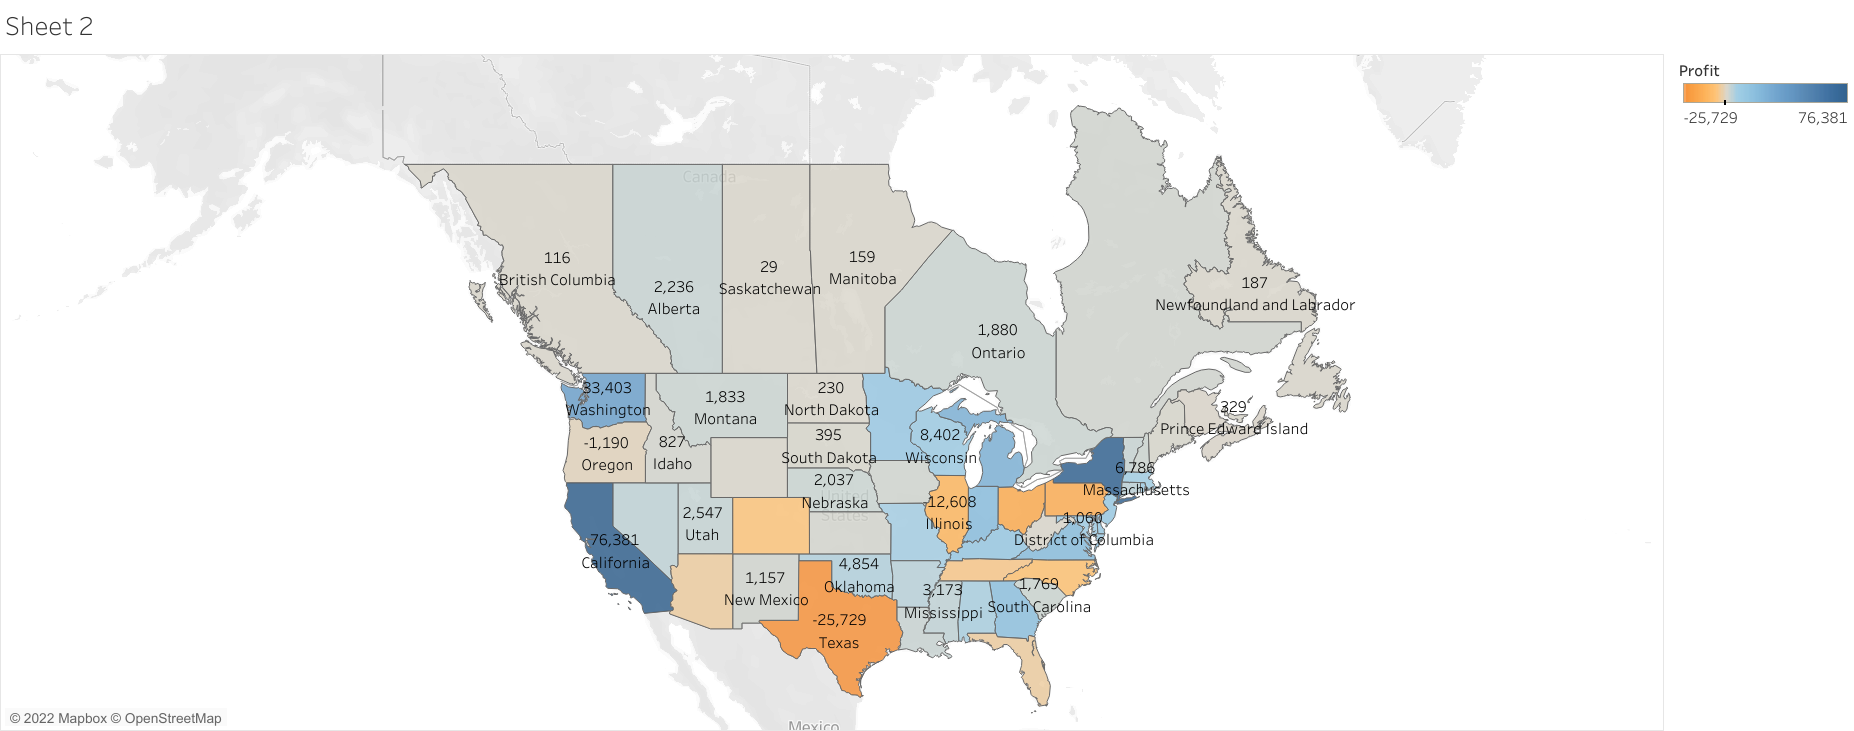 Sheet 2
Profit
-25,729 76,381
Canada
116
British Columbia
2,236
Alberta
29
Saskatchewan
159
Manitoba
187
Newfoundland and Labrador
1,880
Ontario
33,403
Washington
1,833
Montana
230
North Dakota
329
Prince Edward Island
-1,190
Oregon
827
Idaho
395
South Dakota
8,402
Wisconsin
6,786
Massachusetts
2,037
Nebraska
United
States
2,547
Utah
-12,608
Illinois
1,060
District of Columbia
76,381
California
1,157
New Mexico
4,854
Oklahoma
3,173
Mississippi
1,769
South Carolina
-25,729
Texas
Mexico
© 2022 Mapbox © OpenStreetMap